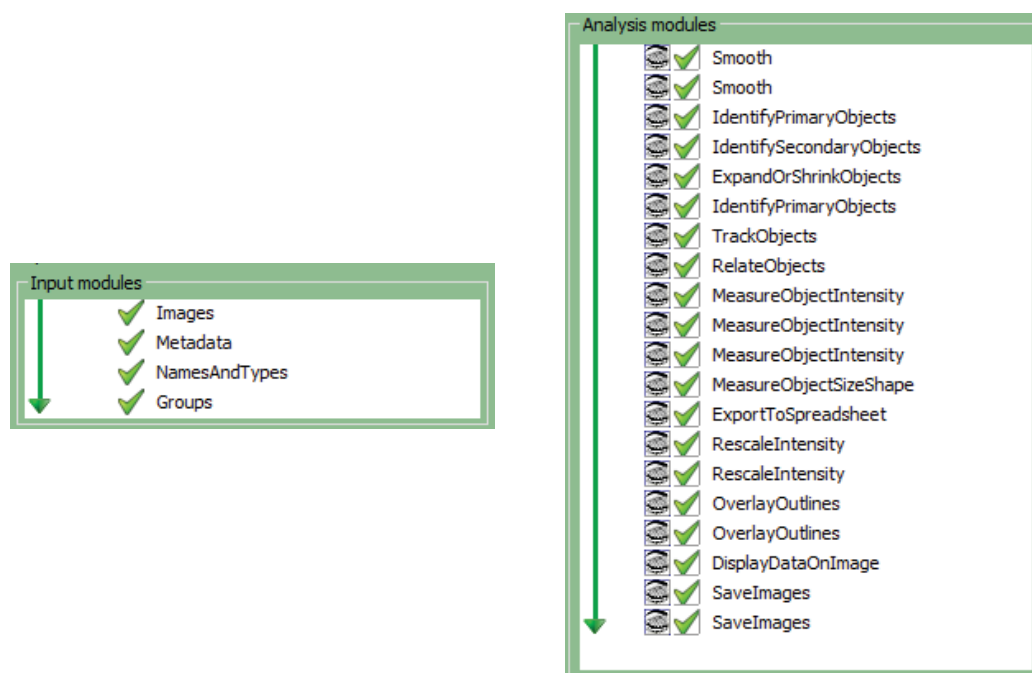 Input modules
Images
Metadata
NamesAndTypes
Groups
Analysis modules
Smooth
Smooth
IdentifyPrimaryObjects
IdentifySecondaryObjects
ExpandOrShrinkObjects
IdentifyPrimaryObjects
TrackObjects
RelateObjects
MeasureObjectIntensity
MeasureObjectIntensity
MeasureObjectIntensity
MeasureObjectSizeShape
ExportToSpreadsheet
RescaleIntensity
RescaleIntensity
OverlayOutlines
OverlayOutlines
DisplayDataOnImage
SaveImages
SaveImages